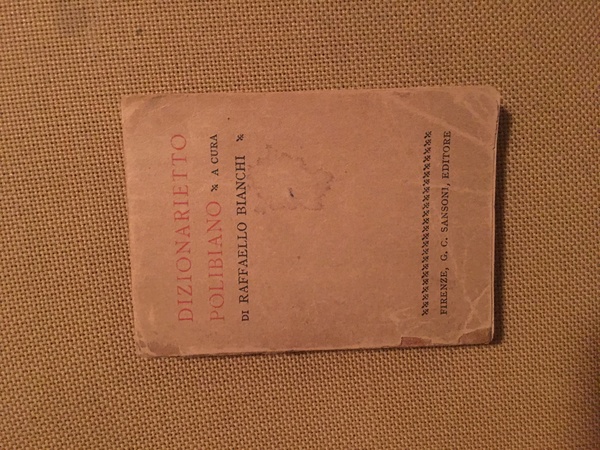 DIZIONARIETTO
POLIBIANO A CURA
DI RAFFAELLO BIANCHI
FIRENZE, G. C. SANSONI, EDITORE